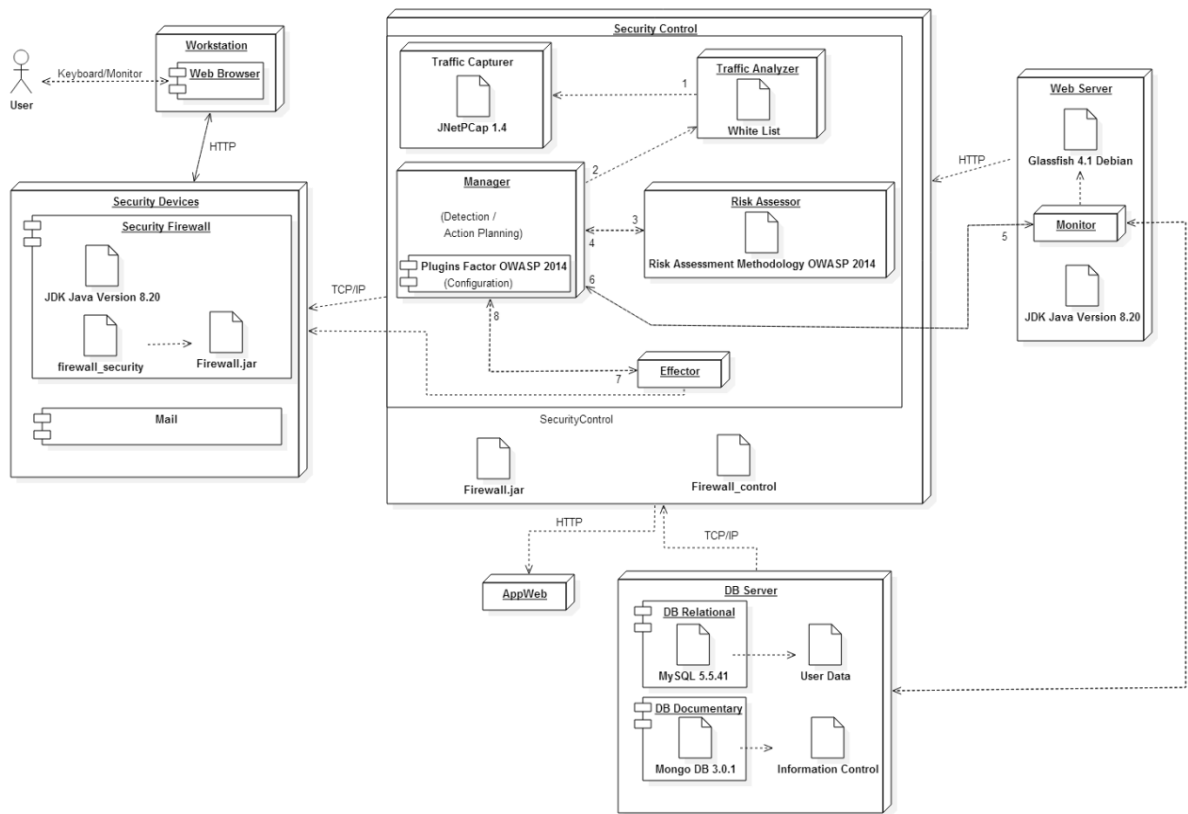 User
Keyboard/Monitor
Workstation
Web Browser
HTTP
Security Devices
Security Firewall
JDK Java Version 8.20
firewall_security
Firewall.jar
Mail
TCP/IP
Security Control
Traffic Capturer
JNetPCap 1.4
1
Traffic Analyzer
White List
2
Manager
(Detection /
Action Planning)
Plugins Factor OWASP 2014
(Configuration)
3
4
Risk Assessor
Risk Assessment Methodology OWASP 2014
6
8
7
Effector
SecurityControl
Firewall.jar
Firewall_control
HTTP
Web Server
Glassfish 4.1 Debian
5
Monitor
JDK Java Version 8.20
HTTP
AppWeb
TCP/IP
DB Server
DB Relational
MySQL 5.5.41
User Data
DB Documentary
Mongo DB 3.0.1
Information Control